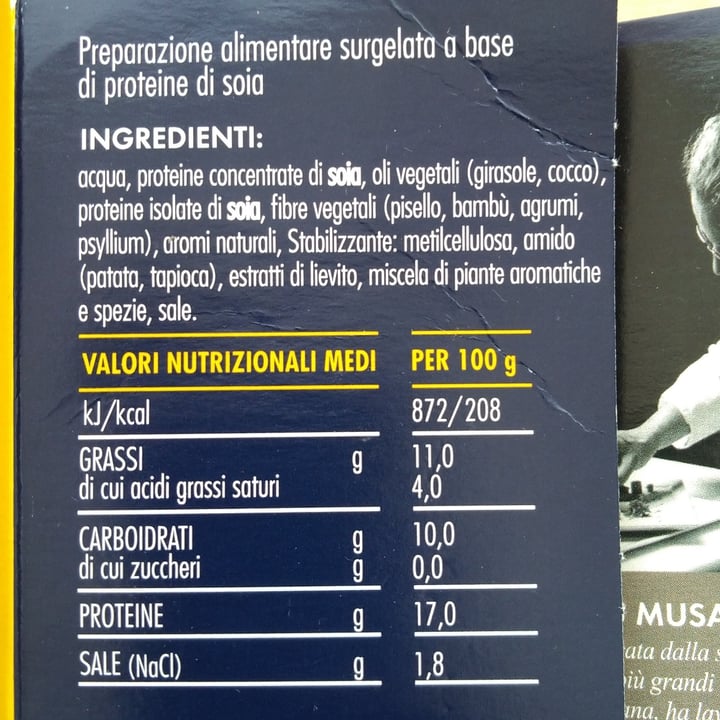 Preparazione alimentare surgelata a base
di proteine di soia
INGREDIENTI:
acqua, proteine concentrate di soia, oli vegetali (girasole, cocco),
proteine isolate di soia, fibre vegetali (pisello, bambù, agrumi,
psyllium), aromi naturali, Stabilizzante: metilcellulosa, amido
(patata, tapioca), estratti di lievito, miscela di piante aromatiche
e spezie, sale.
VALORI NUTRIZIONALI MEDI PER 100 g
kJ/kcal 872/208
GRASSI g 11,0
di cui acidi grassi saturi 4,0
CARBOIDRATI g 10,0
di cui zuccheri g 0,0
PROTEINE g 17,0
SALE (NaCl) g 1,8
MUSA
dalla s
più grandi
ha la